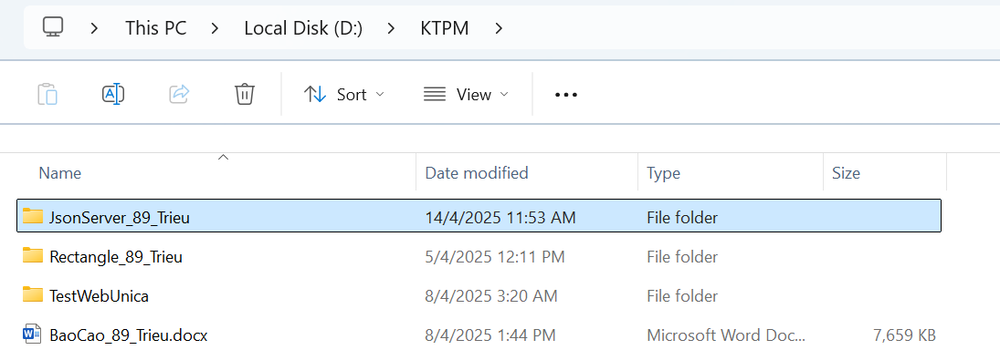 This PC > Local Disk (D:) > KTPM >
Sort View
Name Date modified Type Size
JsonServer_89_Trieu 14/4/2025 11:53 AM File folder
Rectangle_89_Trieu 5/4/2025 12:11 PM File folder
TestWebUnica 8/4/2025 3:20 AM File folder
BaoCao_89_Trieu.docx 8/4/2025 1:44 PM Microsoft Word Doc... 7,659 KB